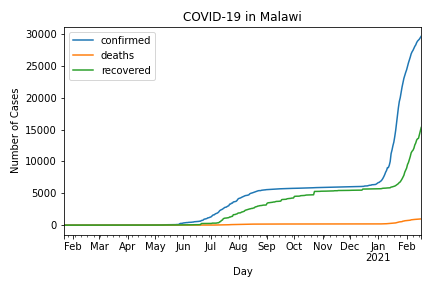 COVID-19 in Malawi
confirmed
deaths
recovered
30000
25000
20000
15000
10000
5000
0
Number of Cases
Feb Mar Apr May Jun Jul Aug Sep Oct Nov Dec Jan Feb
2021
Day